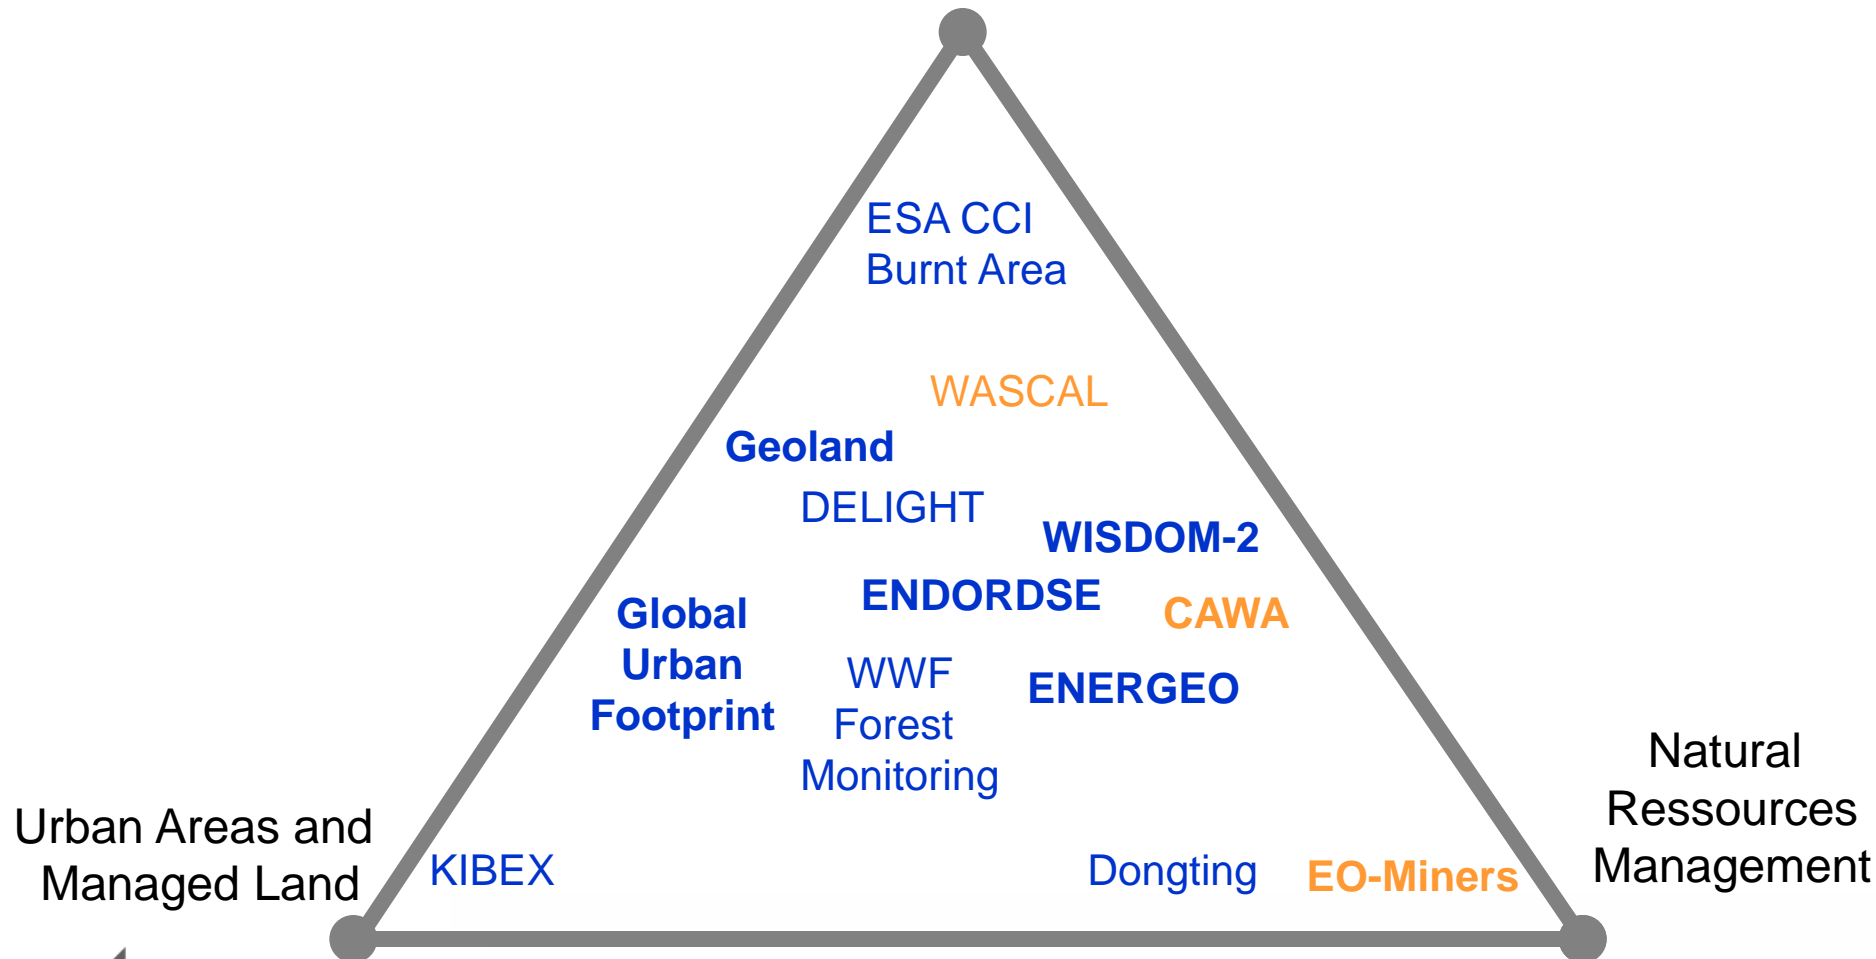 ESA CCI
Burnt Area
WASCAL
Geoland
DELIGHT
WISDOM-2
ENDORDSE
CAWA
Global
Urban
Footprint
WWF
Forest
Monitoring
ENERGEO
Natural
Ressources
Management
Urban Areas and
Managed Land
KIBEX
Dongting
EO-Miners